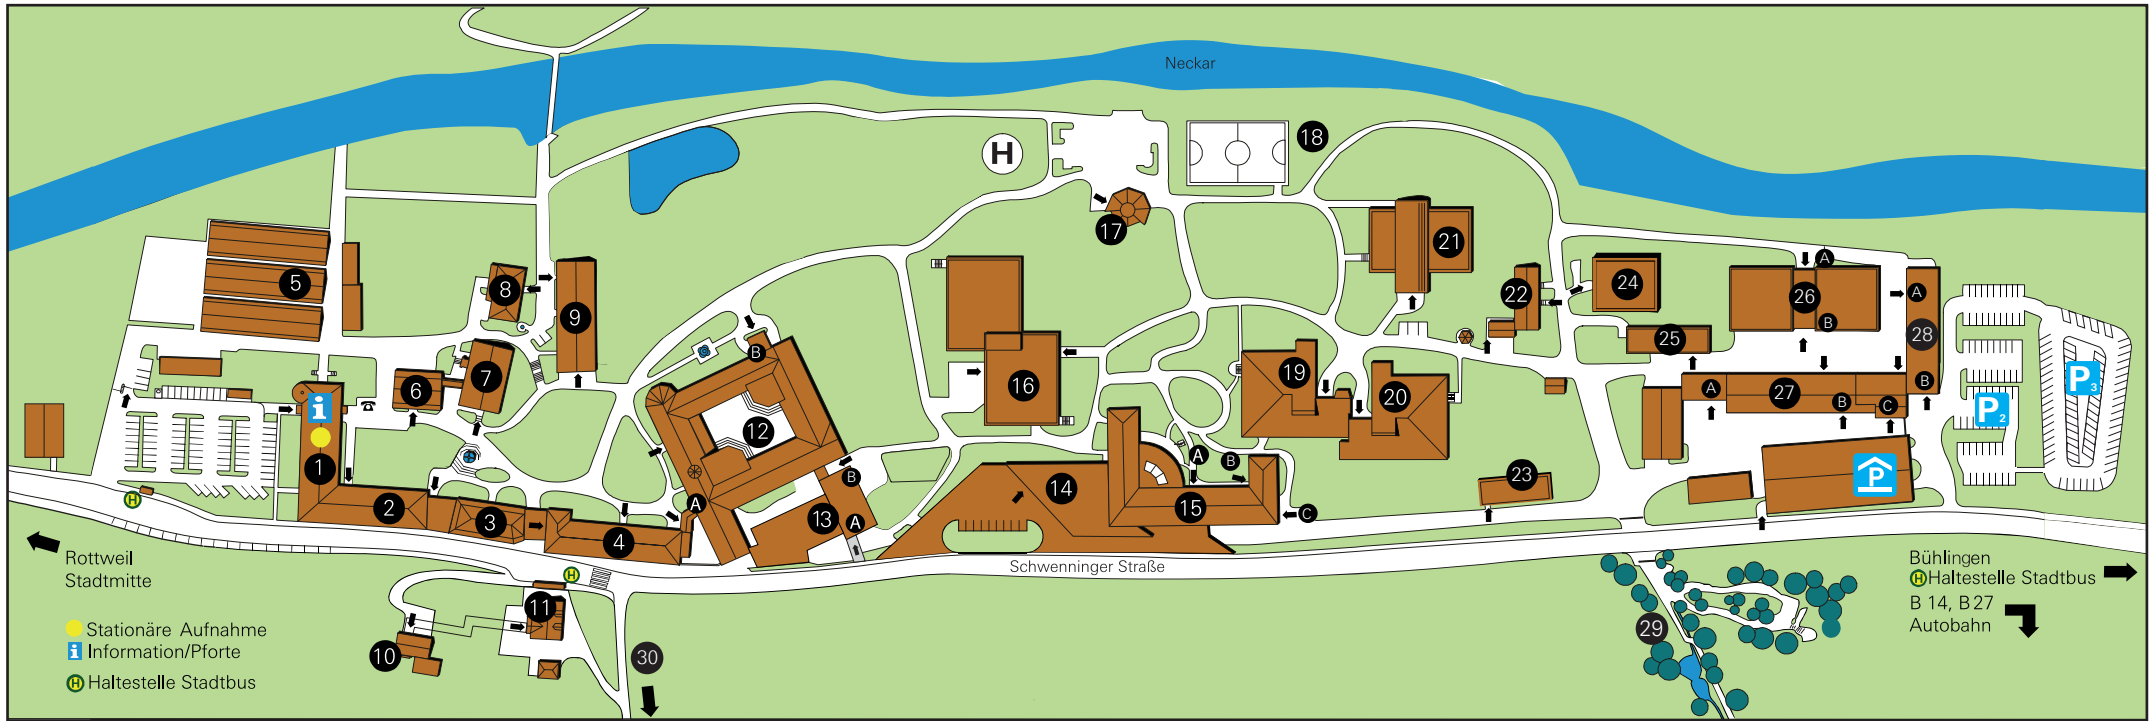 Neckar
H
18
17
5
8
9
21
22
24
26
A
B
A
28
B
25
6
7
B
12
16
19
20
A
27
B
C
P3
P2
P
i
1
2
3
4
A
B
A
13
14
A
B
15
C
23
H
Rottweil
Stadtmitte
Schwenninger Straße
H
11
10
30
29
Bühlingen
H Haltestelle Stadtbus
B 14, B 27
Autobahn
Stationäre Aufnahme
i Information/Pforte
H Haltestelle Stadtbus